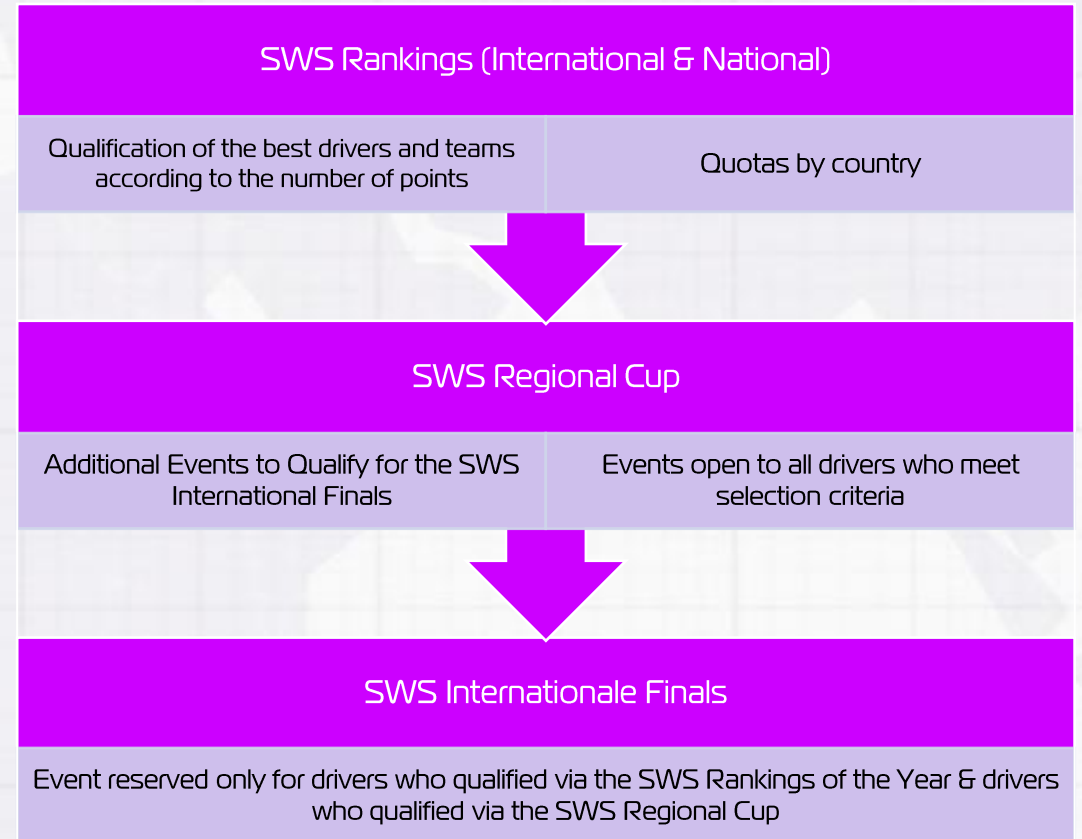 SWS Rankings (International & National)
Qualification of the best drivers and teams
according to the number of points
Quotas by country
SWS Regional Cup
Additional Events to Qualify for the SWS
International Finals
Events open to all drivers who meet
selection criteria
SWS Internationale Finals
Event reserved only for drivers who qualified via the SWS Rankings of the Year & drivers
who qualified via the SWS Regional Cup